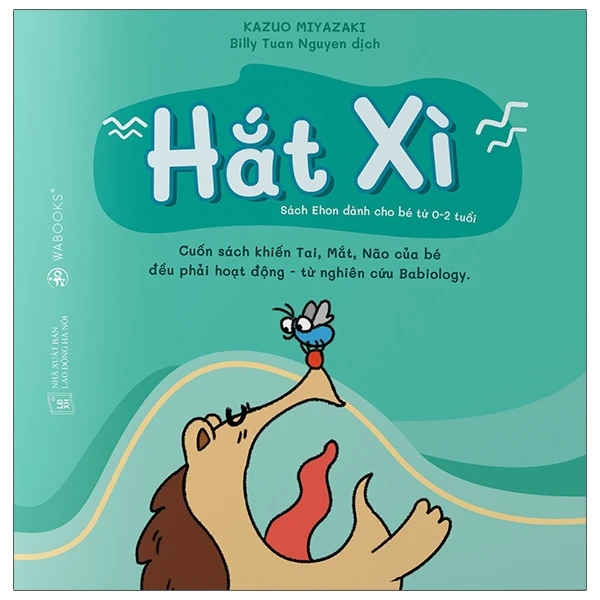 KAZUO MIYAZAKI
Billy Tuan Nguyen dịch
Hắt Xì
Sách Ehon dành cho bé từ 0-2 tuổi
Cuốn sách khiến Tai, Mắt, Não của bé
đều phải hoạt động - từ nghiên cứu Babiology.
WABOOKS®
NHÀ XUẤT BẢN
LAO ĐỘNG HÀ NỘI
LĐ
XH